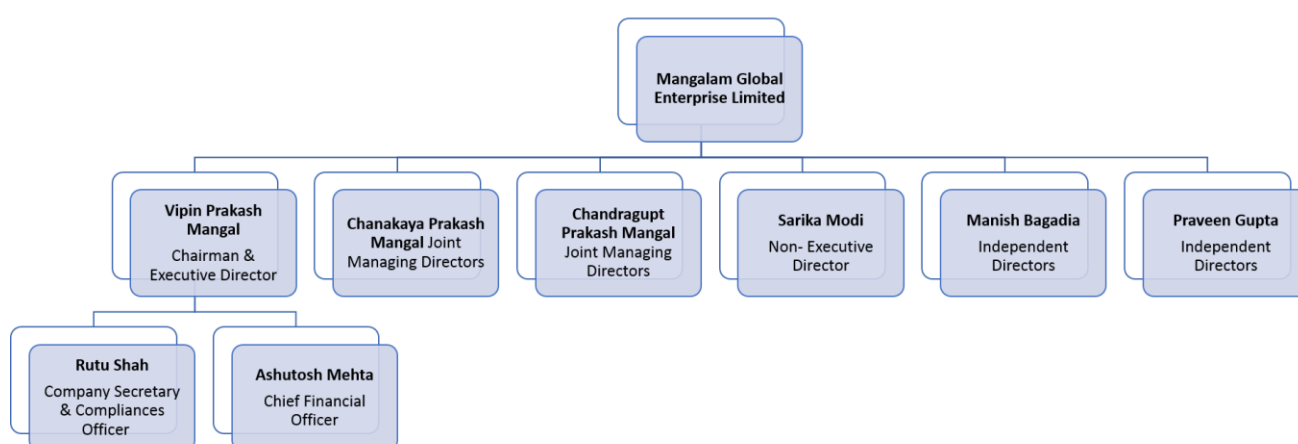 Mangalam Global
Enterprise Limited
Vipin Prakash
Mangal
Chairman &
Executive Director
Chanakaya Prakash
Mangal Joint
Managing Directors
Chandragupt
Prakash Mangal
Joint Managing
Directors
Sarika Modi
Non- Executive
Director
Manish Bagadia
Independent
Directors
Praveen Gupta
Independent
Directors
Rutu Shah
Company Secretary
& Compliances
Officer
Ashutosh Mehta
Chief Financial
Officer